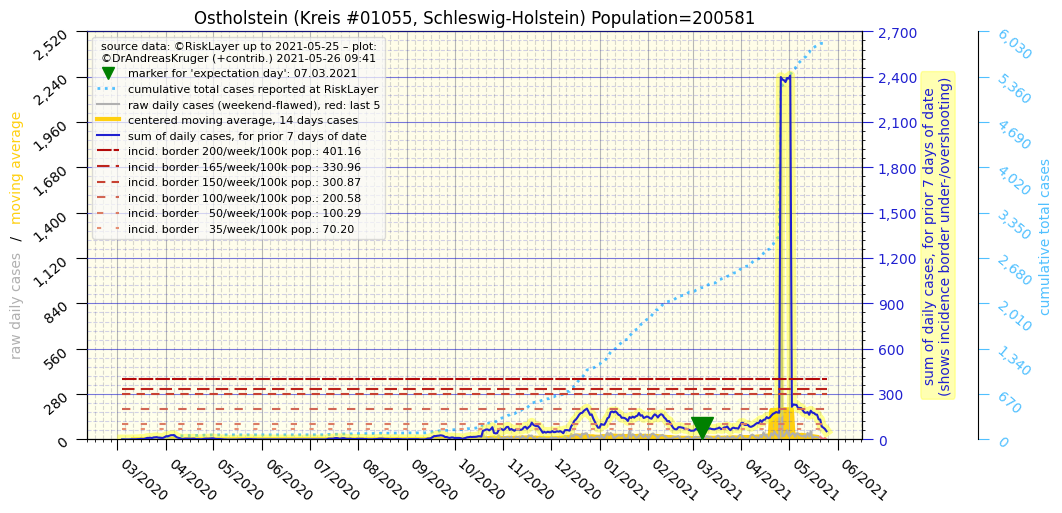 Ostholstein (Kreis #01055, Schleswig-Holstein) Population=200581
source data: ©RiskLayer up to 2021-05-25 – plot:
©DrAndreasKruger (+contrib.) 2021-05-26 09:41
marker for 'expectation day': 07.03.2021
cumulative total cases reported at RiskLayer
raw daily cases (weekend-flawed), red: last 5
centered moving average, 14 days cases
sum of daily cases, for prior 7 days of date
incid. border 200/week/100k pop.: 401.16
incid. border 165/week/100k pop.: 330.96
incid. border 150/week/100k pop.: 300.87
incid. border 100/week/100k pop.: 200.58
incid. border 50/week/100k pop.: 100.29
incid. border 35/week/100k pop.: 70.20
raw daily cases / moving average
2,520
2,240
1,960
1,680
1,400
1,120
840
560
280
0
03/2020
04/2020
05/2020
06/2020
07/2020
08/2020
09/2020
10/2020
11/2020
12/2020
01/2021
02/2021
03/2021
04/2021
05/2021
06/2021
2,700
2,400
2,100
1,800
1,500
1,200
900
600
300
0
sum of daily cases, for prior 7 days of date
(shows incidence border under-/overshooting)
6,030
5,360
4,690
4,020
3,350
2,680
2,010
1,340
670
0
cumulative total cases